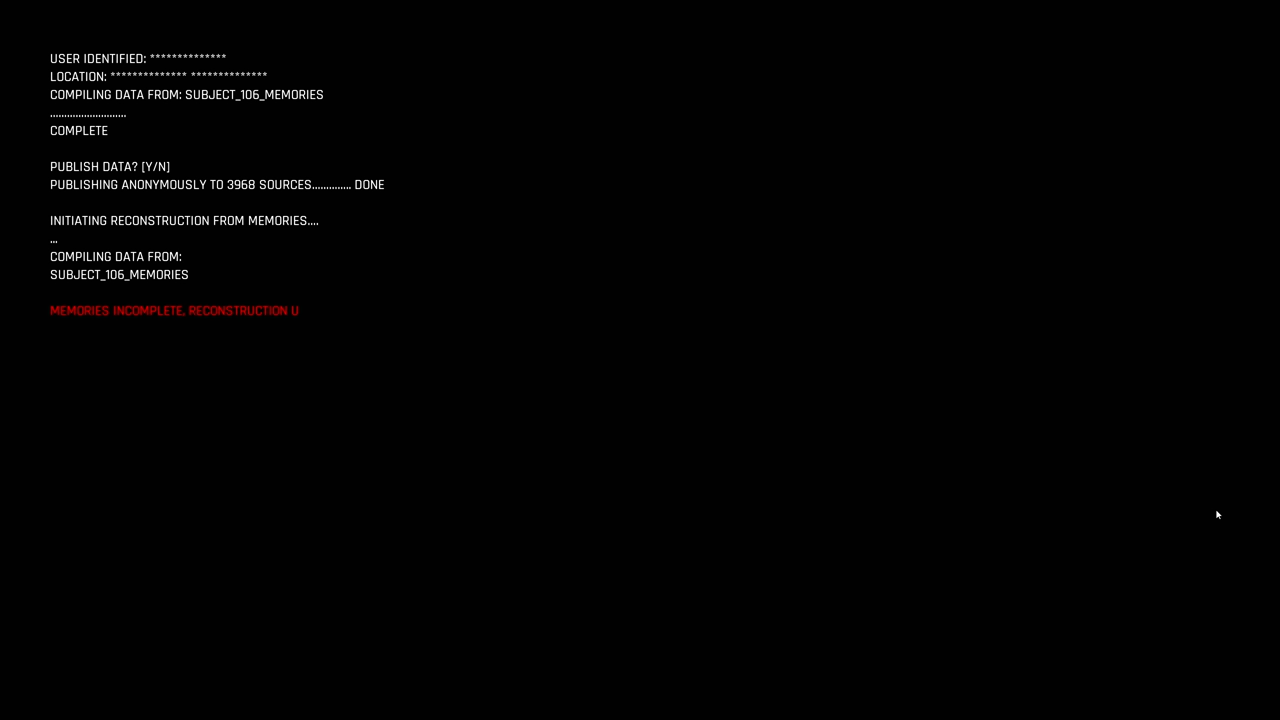 USER IDENTIFIED: **************
LOCATION: ************** **************
COMPILING DATA FROM: SUBJECT_106_MEMORIES
...........................
COMPLETE
PUBLISH DATA? [Y/N]
PUBLISHING ANONYMOUSLY TO 3968 SOURCES.............. DONE
INITIATING RECONSTRUCTION FROM MEMORIES....
...
COMPILING DATA FROM:
SUBJECT_106_MEMORIES
MEMORIES INCOMPLETE, RECONSTRUCTION U